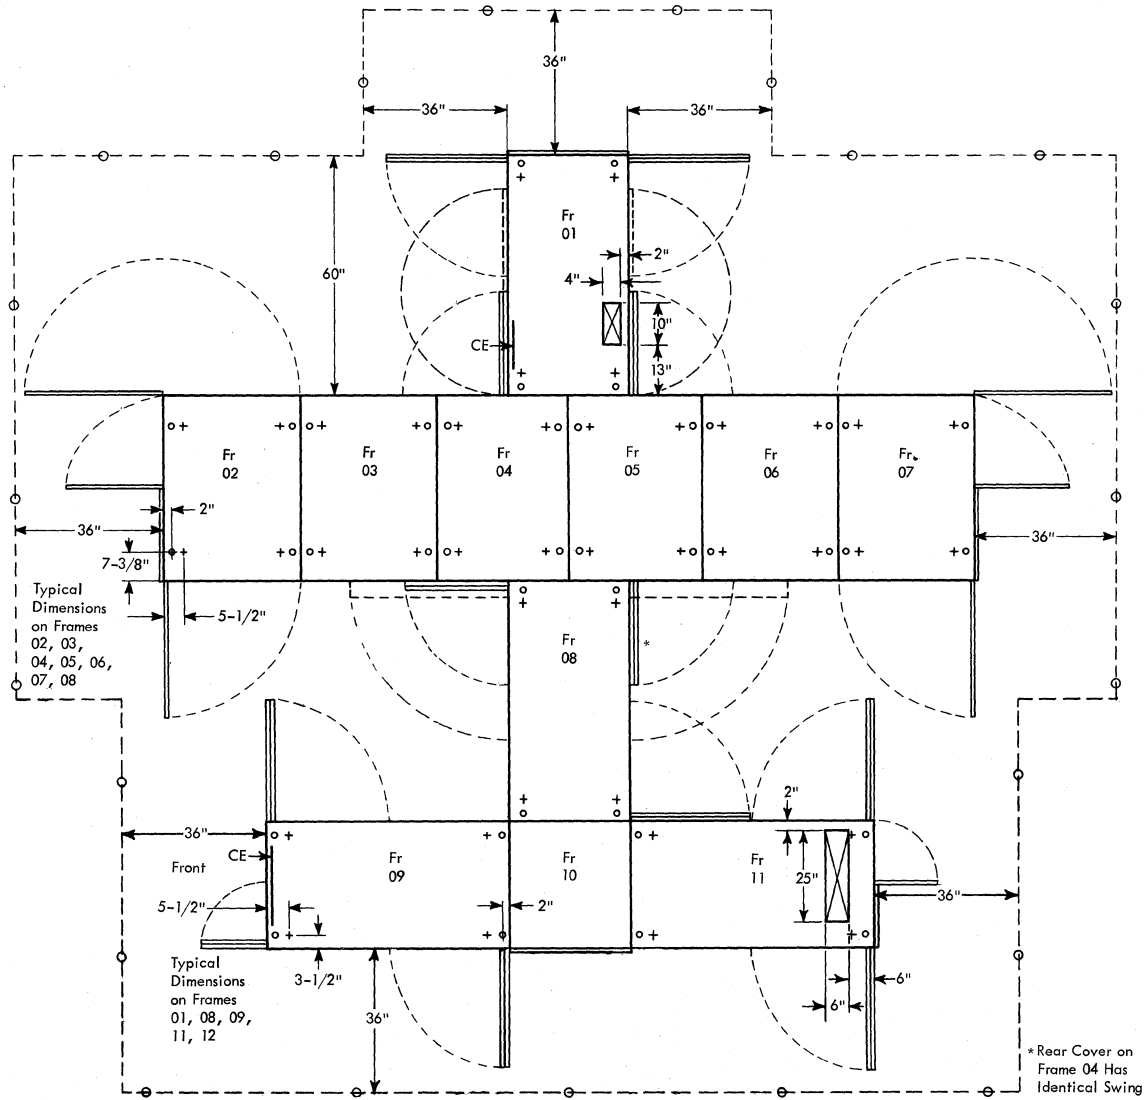 36"
36"
36"
Fr
01
60"
2"
4"
10"
CE
13"
Fr
02
Fr
03
Fr
04
Fr
05
Fr
06
Fr
07
2"
36"
36"
7-3/8"
Typical
Dimensions
on Frames
02, 03,
04, 05, 06,
07, 08
5-1/2"
Fr
08
*
2"
36"
CE
Front
Fr
09
Fr
10
Fr
11
25"
36"
5-1/2"
2"
3-1/2"
Typical
Dimensions
on Frames
01, 08, 09,
11, 12
6"
6"
36"
*Rear Cover on
Frame 04 Has
Identical Swing